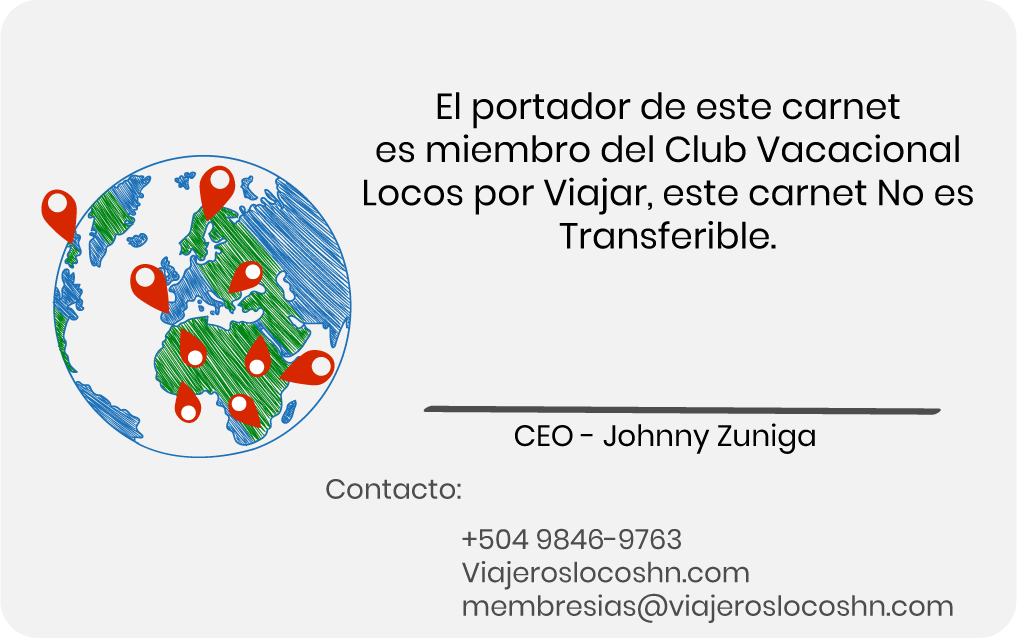 El portador de este carnet
es miembro del Club Vacacional
Locos por Viajar, este carnet No es
Transferible.
CEO - Johnny Zuniga
Contacto:
+504 9846-9763
Viajeroslocoshn.com
membresias@viajeroslocoshn.com